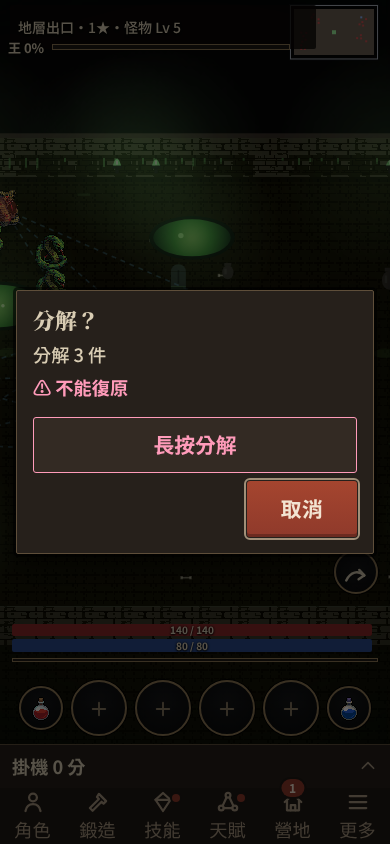 地層出口・1★・怪物 Lv 5
王 0%
分解？
分解 3 件
不能復原
長按分解
取消
140 / 140
80 / 80
掛機 0 分
1
角色 鍛造 技能 天賦 營地 更多